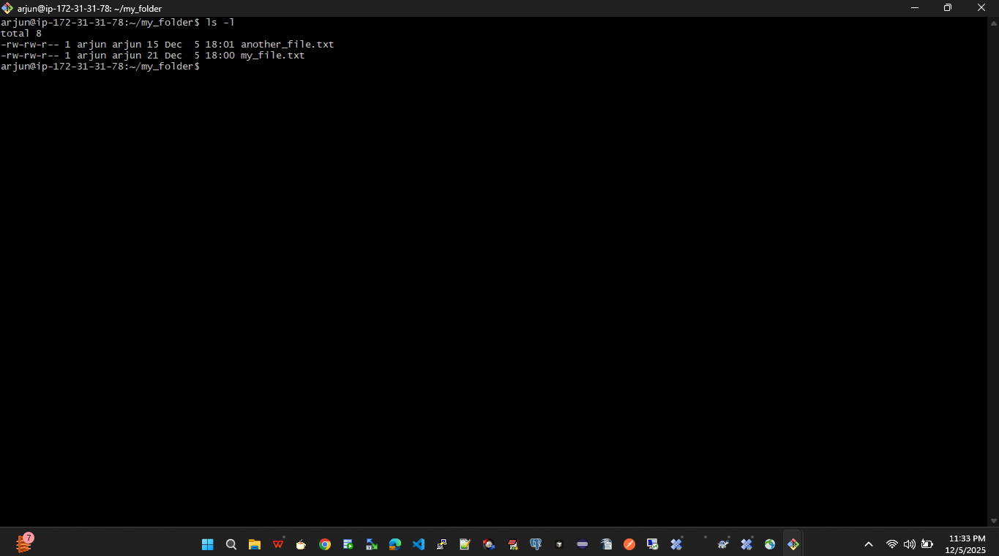 arjun@ip-172-31-31-78: ~/my_folder
arjun@ip-172-31-31-78:~/my_folder$ ls -l
total 8
-rw-rw-r-- 1 arjun arjun 15 Dec  5 18:01 another_file.txt
-rw-rw-r-- 1 arjun arjun 21 Dec  5 18:00 my_file.txt
arjun@ip-172-31-31-78:~/my_folder$
7
11:33 PM
12/5/2025